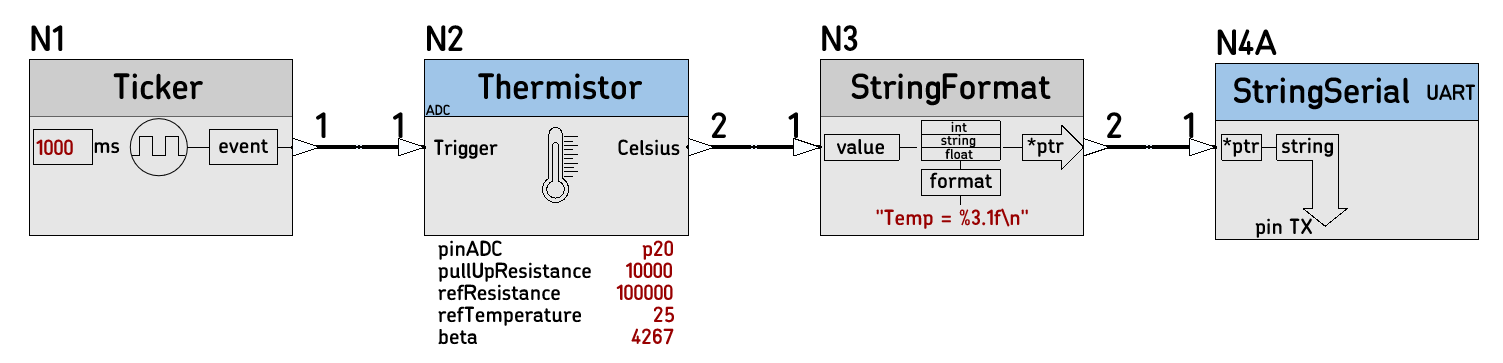 N1
Ticker
1000 ms
event
1
1
N2
Thermistor
ADC
Trigger
Celsius
pinADC p20
pullUpResistance 10000
refResistance 100000
refTemperature 25
beta 4267
2
1
N3
StringFormat
value
int
string
float
*ptr
format
"Temp = %3.1f\n"
2
1
N4A
StringSerial UART
*ptr
string
pin TX